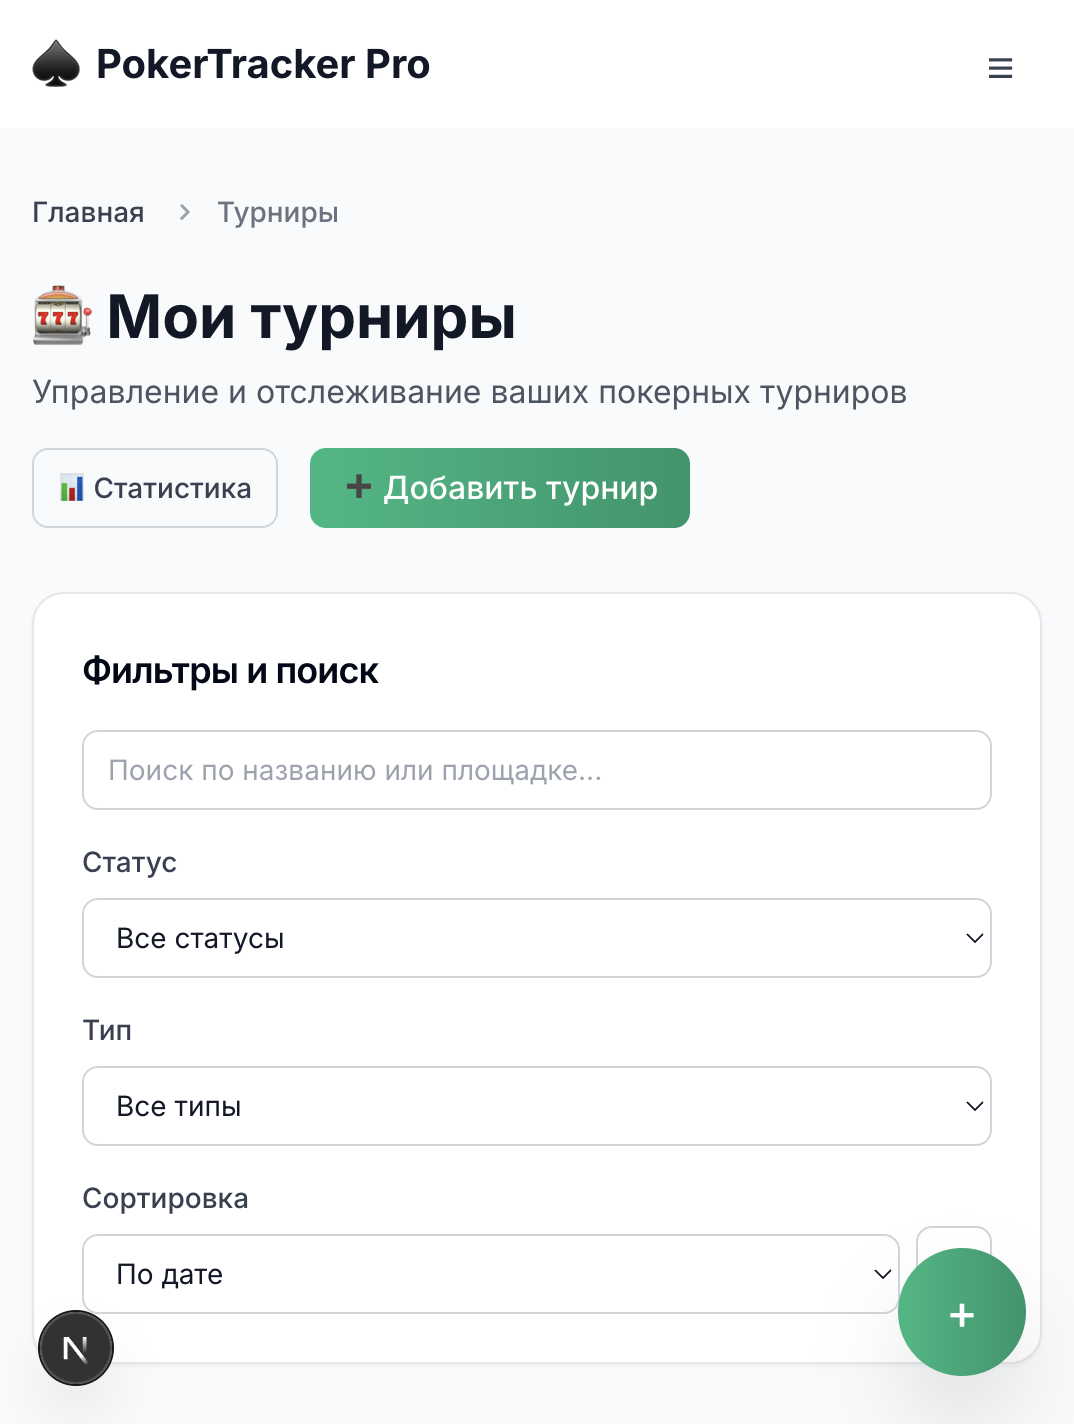 PokerTracker Pro
Главная > Турниры
777 Мои турниры
Управление и отслеживание ваших покерных турниров
Статистика
+ Добавить турнир
Фильтры и поиск
Поиск по названию или площадке...
Статус
Все статусы
Тип
Все типы
Сортировка
По дате
+
N